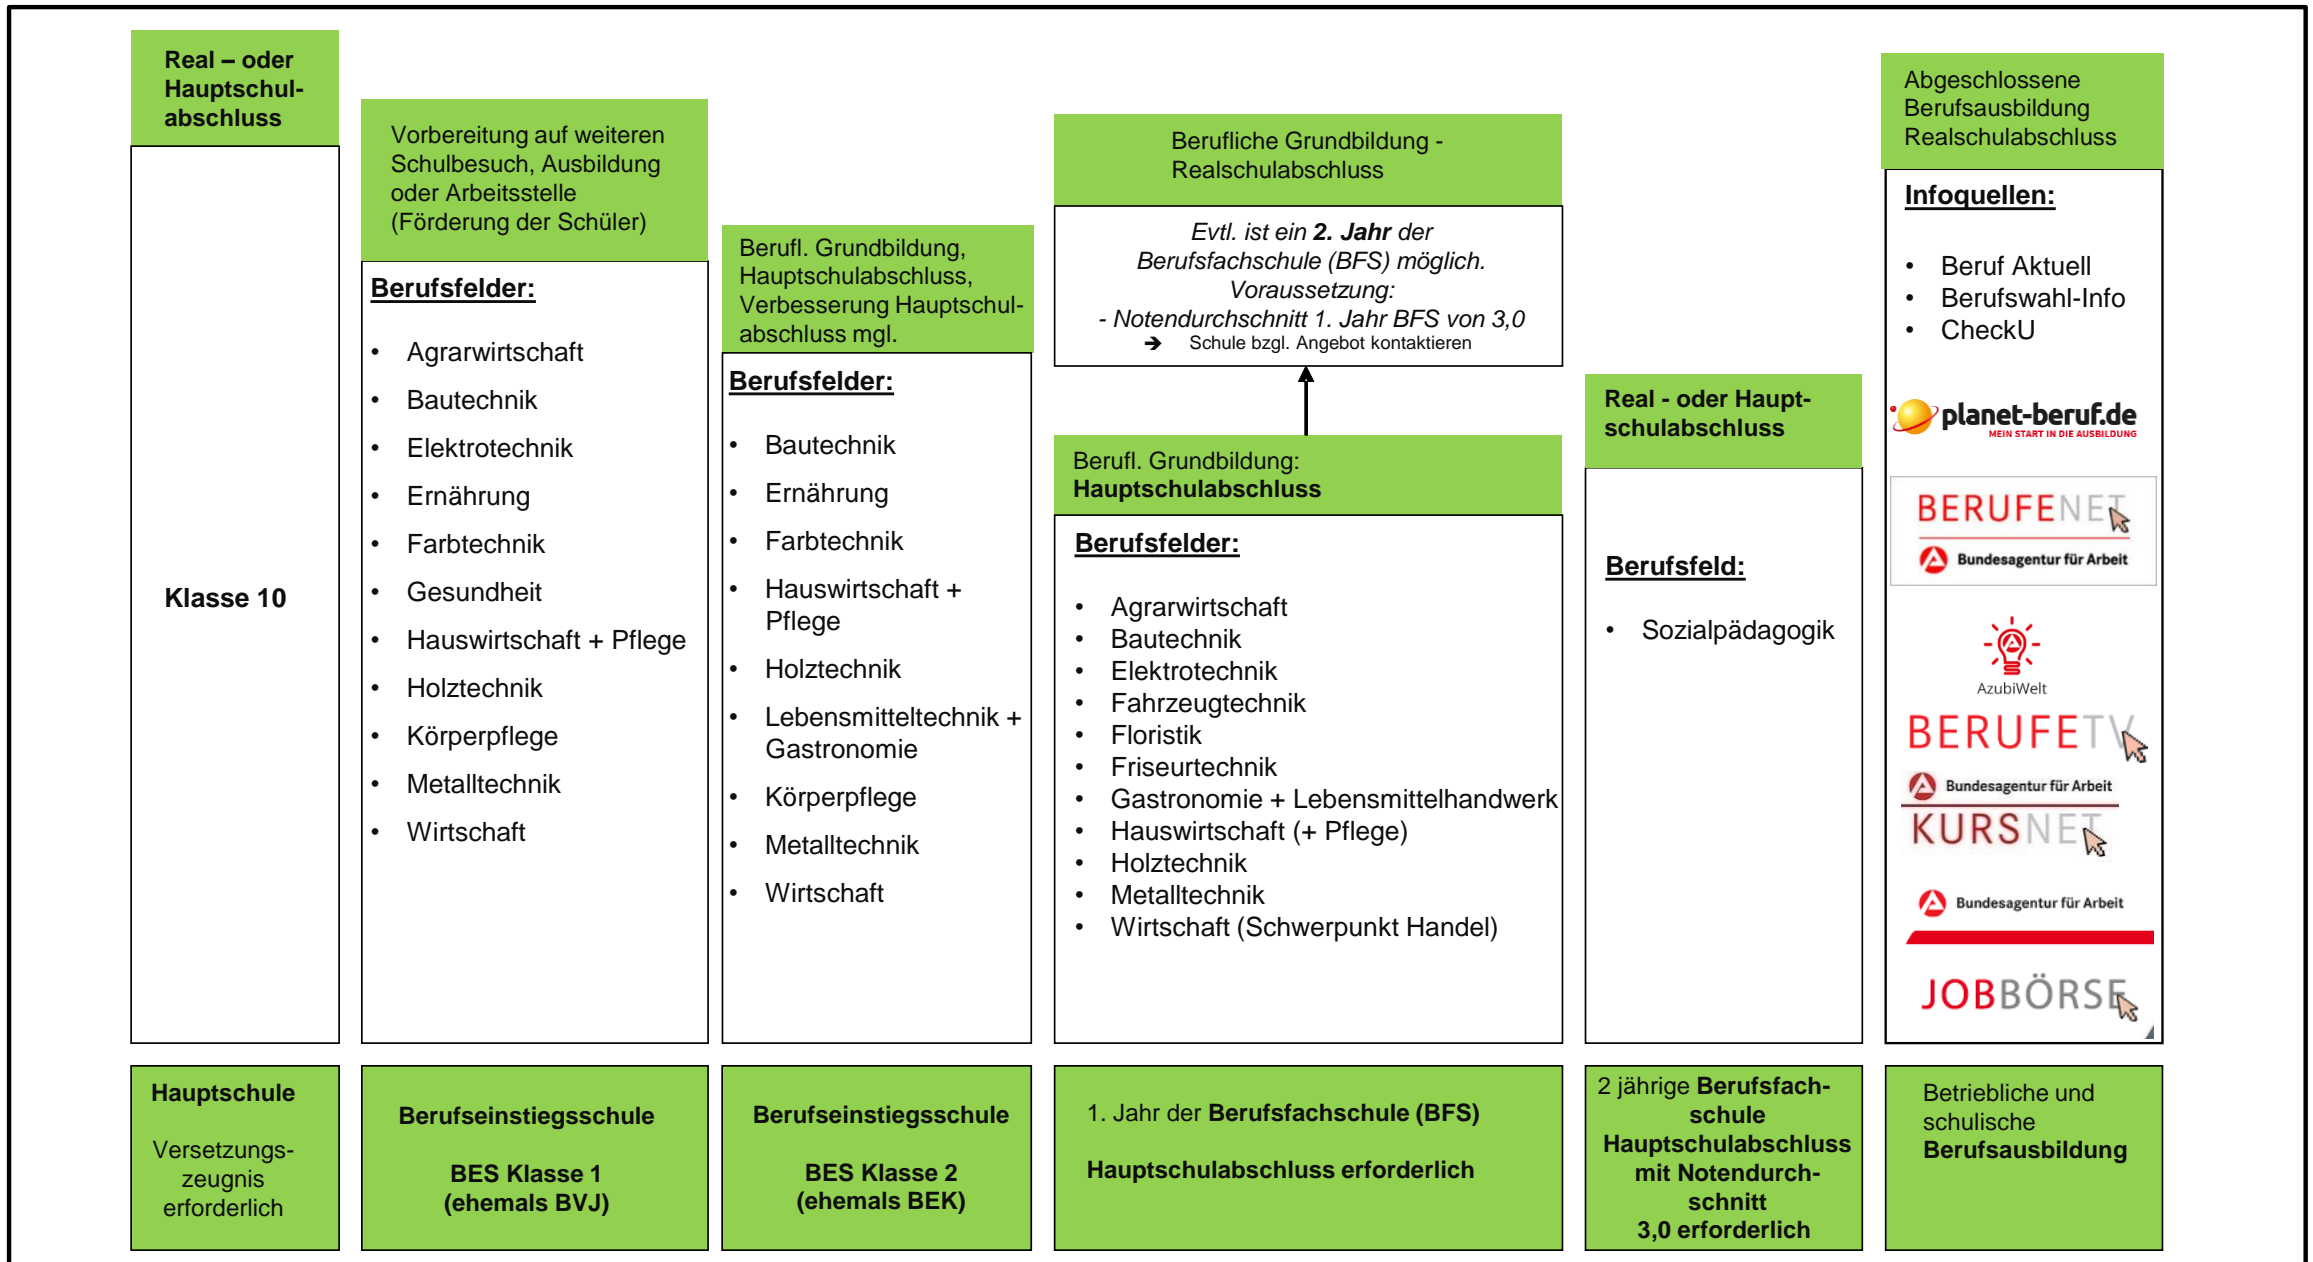 Real – oder
Hauptschul-
abschluss
Klasse 10
Hauptschule
Versetzungs-
zeugnis
erforderlich
Vorbereitung auf weiteren
Schulbesuch, Ausbildung
oder Arbeitsstelle
(Förderung der Schüler)
Berufsfelder:
• Agrarwirtschaft
• Bautechnik
• Elektrotechnik
• Ernährung
• Farbtechnik
• Gesundheit
• Hauswirtschaft + Pflege
• Holztechnik
• Körperpflege
• Metalltechnik
• Wirtschaft
Berufseinstiegsschule
BES Klasse 1
(ehemals BVJ)
Berufl. Grundbildung,
Hauptschulabschluss,
Verbesserung Hauptschul-
abschluss mgl.
Berufsfelder:
• Bautechnik
• Ernährung
• Farbtechnik
• Hauswirtschaft +
Pflege
• Holztechnik
• Lebensmitteltechnik +
Gastronomie
• Körperpflege
• Metalltechnik
• Wirtschaft
Berufseinstiegsschule
BES Klasse 2
(ehemals BEK)
Berufliche Grundbildung -
Realschulabschluss
Evtl. ist ein 2. Jahr der
Berufsfachschule (BFS) möglich.
Voraussetzung:
- Notendurchschnitt 1. Jahr BFS von 3,0
➔ Schule bzgl. Angebot kontaktieren
Berufl. Grundbildung:
Hauptschulabschluss
Berufsfelder:
• Agrarwirtschaft
• Bautechnik
• Elektrotechnik
• Fahrzeugtechnik
• Floristik
• Friseurtechnik
• Gastronomie + Lebensmittelhandwerk
• Hauswirtschaft (+ Pflege)
• Holztechnik
• Metalltechnik
• Wirtschaft (Schwerpunkt Handel)
1. Jahr der Berufsfachschule (BFS)
Hauptschulabschluss erforderlich
Real - oder Haupt-
schulabschluss
Berufsfeld:
• Sozialpädagogik
2 jährige Berufsfach-
schule
Hauptschulabschluss
mit Notendurch-
schnitt
3,0 erforderlich
Abgeschlossene
Berufsausbildung
Realschulabschluss
Infoquellen:
• Beruf Aktuell
• Berufswahl-Info
• CheckU
planet-beruf.de
MEIN START IN DIE AUSBILDUNG
BERUFENET
Bundesagentur für Arbeit
AzubiWelt
BERUFETV
Bundesagentur für Arbeit
KURSNET
Bundesagentur für Arbeit
JOBBÖRSE
Betriebliche und
schulische
Berufsausbildung